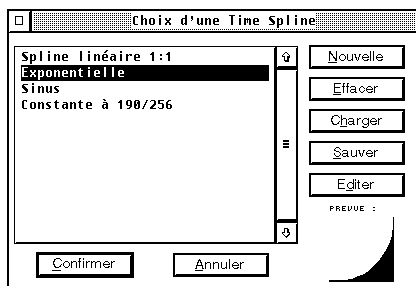 Choix d'une Time Spline
Spline linéaire 1:1
Exponentielle
Sinus
Constante à 190/256
Nouvelle
Effacer
Charger
Sauver
Editer
PREVUE :
Confirmer
Annuler